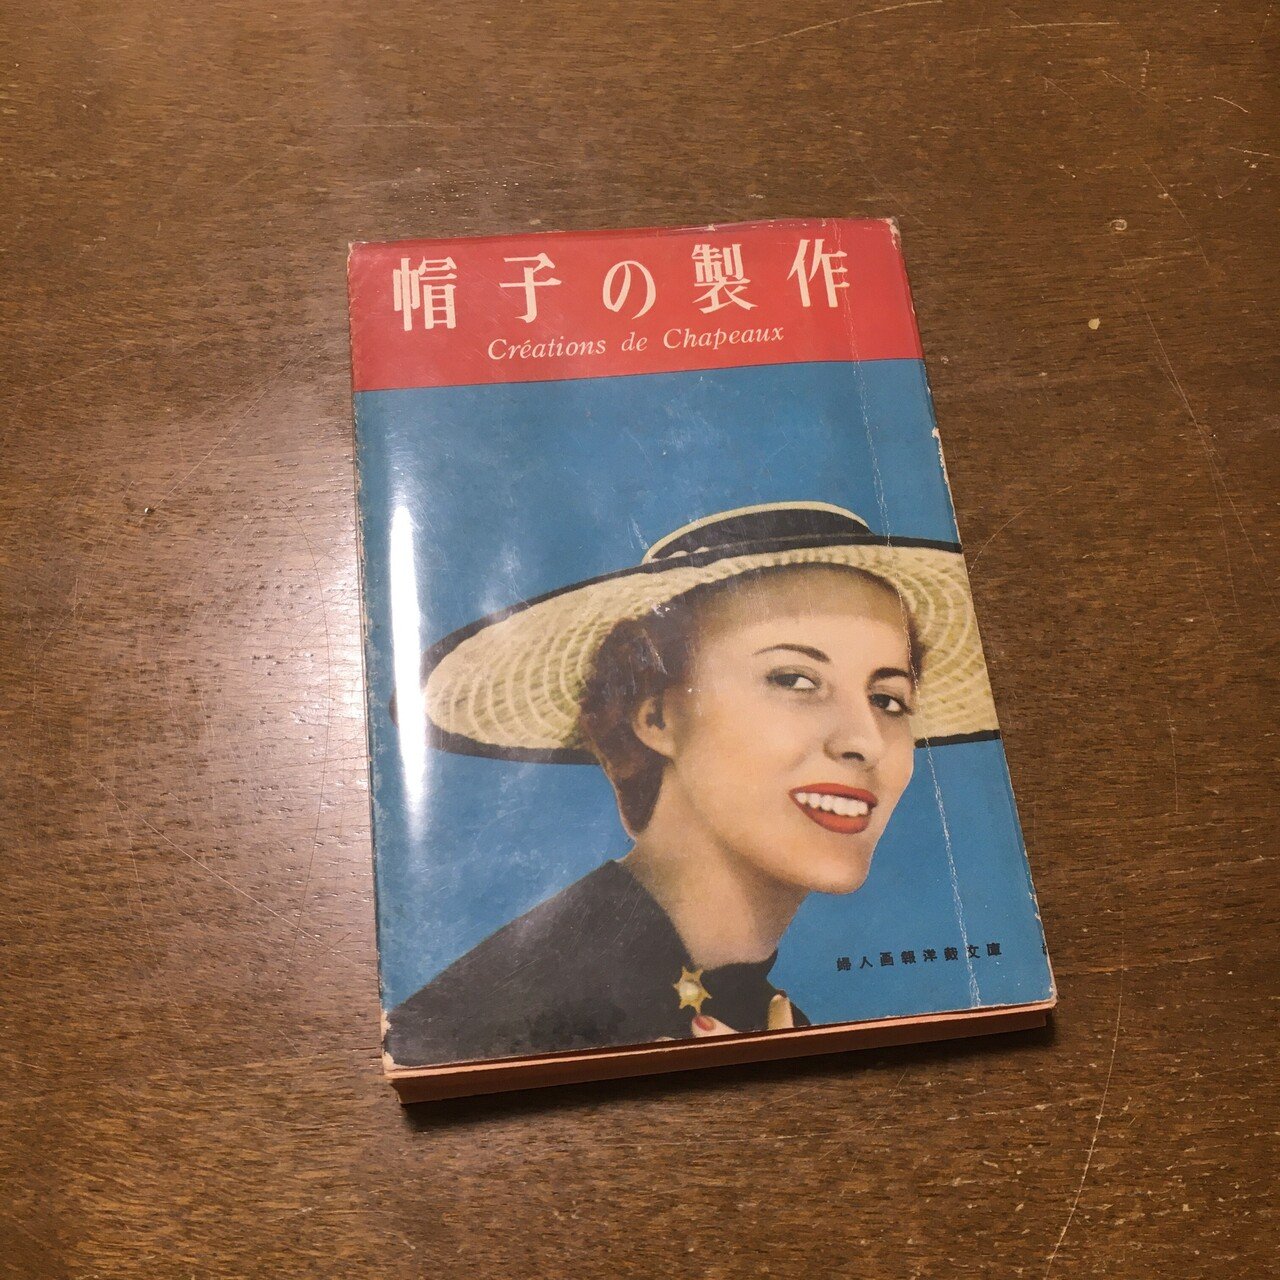 帽子の製作
Créations de Chapeaux
婦人画報洋裁文庫